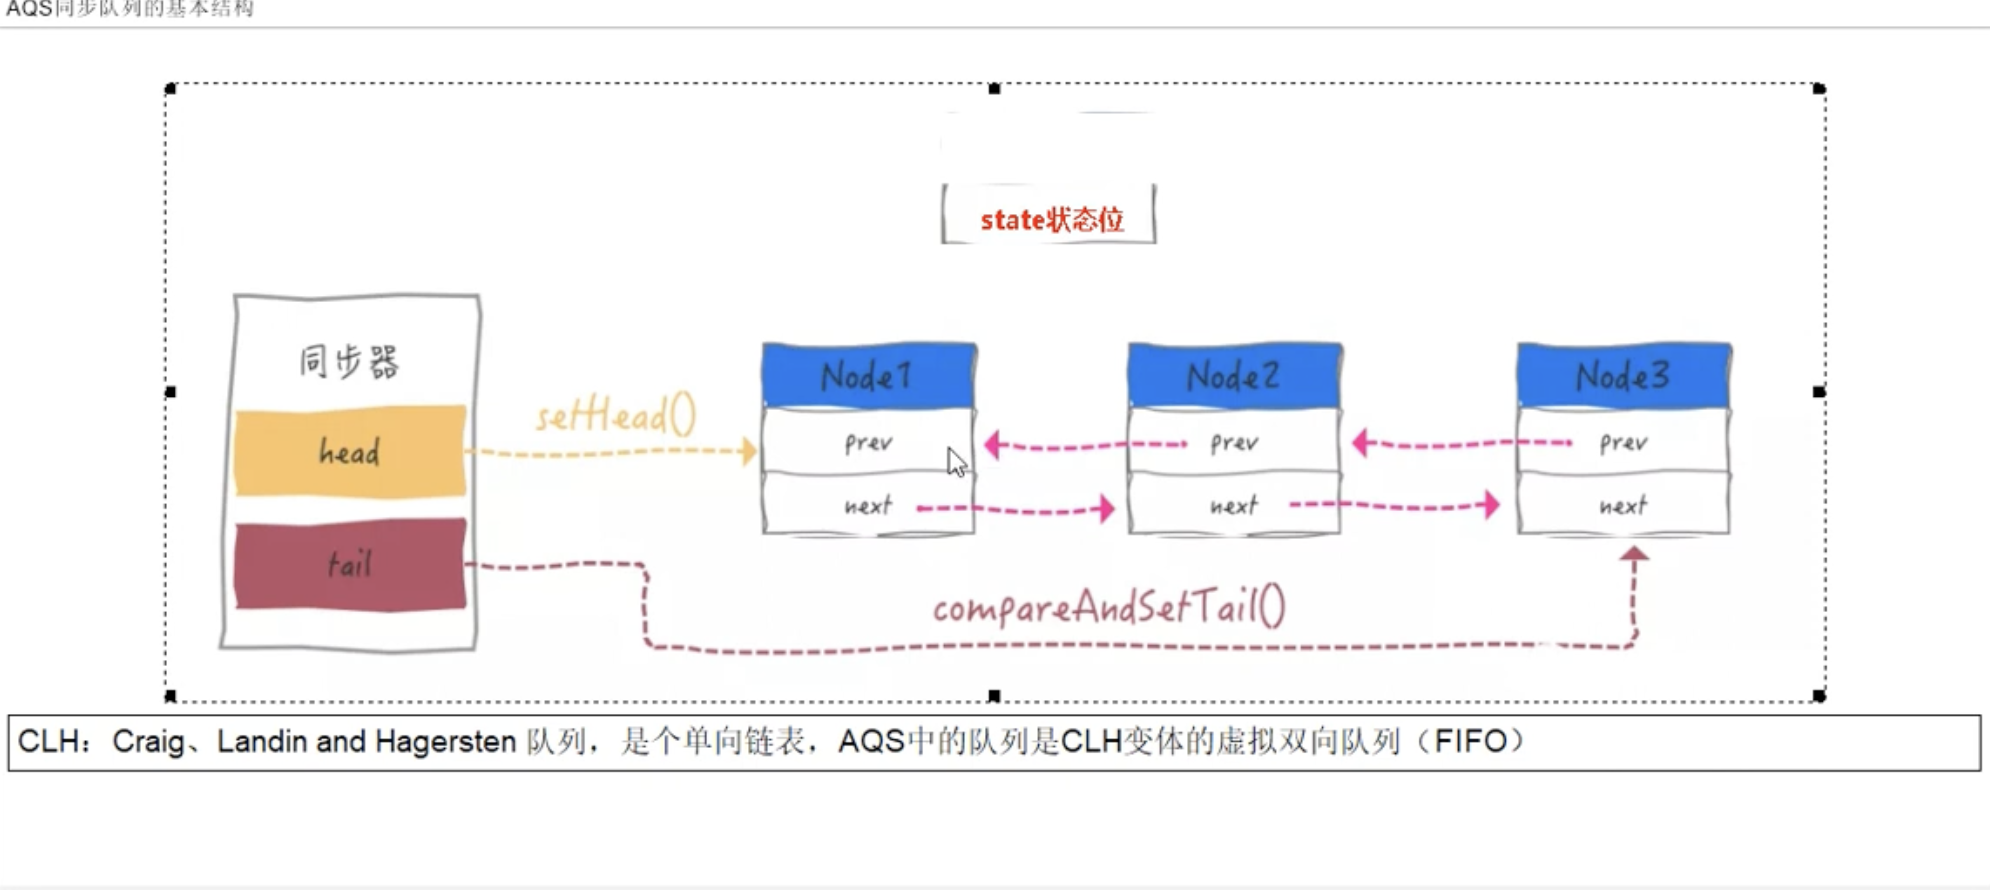 AQS同步队列的基本结构
state状态位
同步器
head
tail
setHead()
Node1
prev
next
Node2
prev
next
Node3
prev
next
compareAndSetTail()
CLH：Craig、Landin and Hagersten 队列，是个单向链表，AQS中的队列是CLH变体的虚拟双向队列（FIFO）